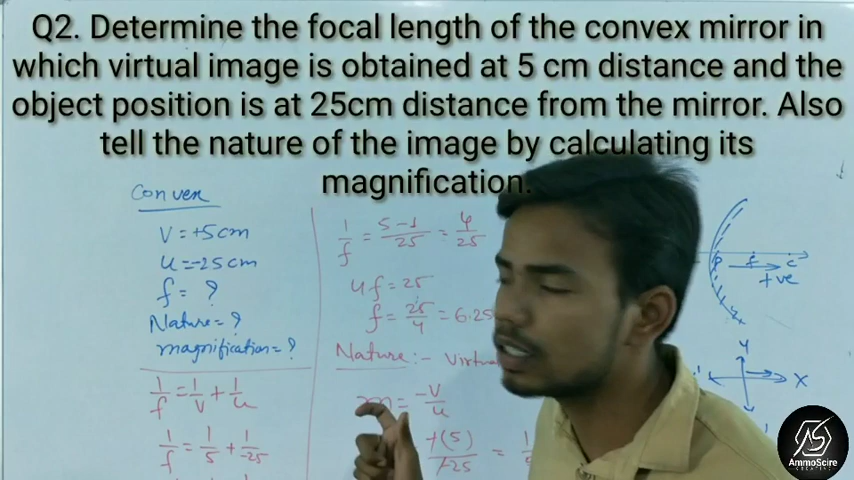 Q2. Determine the focal length of the convex mirror in
which virtual image is obtained at 5 cm distance and the
object position is at 25cm distance from the mirror. Also
tell the nature of the image by calculating its
magnification.
Convex
V = +5cm
u = -25cm
f = ?
Nature = ?
magnification = ?
1/f = 1/v + 1/u
1/f = 1/5 + 1/-25
1/f = 5-1/25 = 4/25
4f = 25
f = 25/4 = 6.25
Nature :-
m = -v/u
+(5)/+25 = 1/
P f C
+ve
y
X
AS
AmmoScire